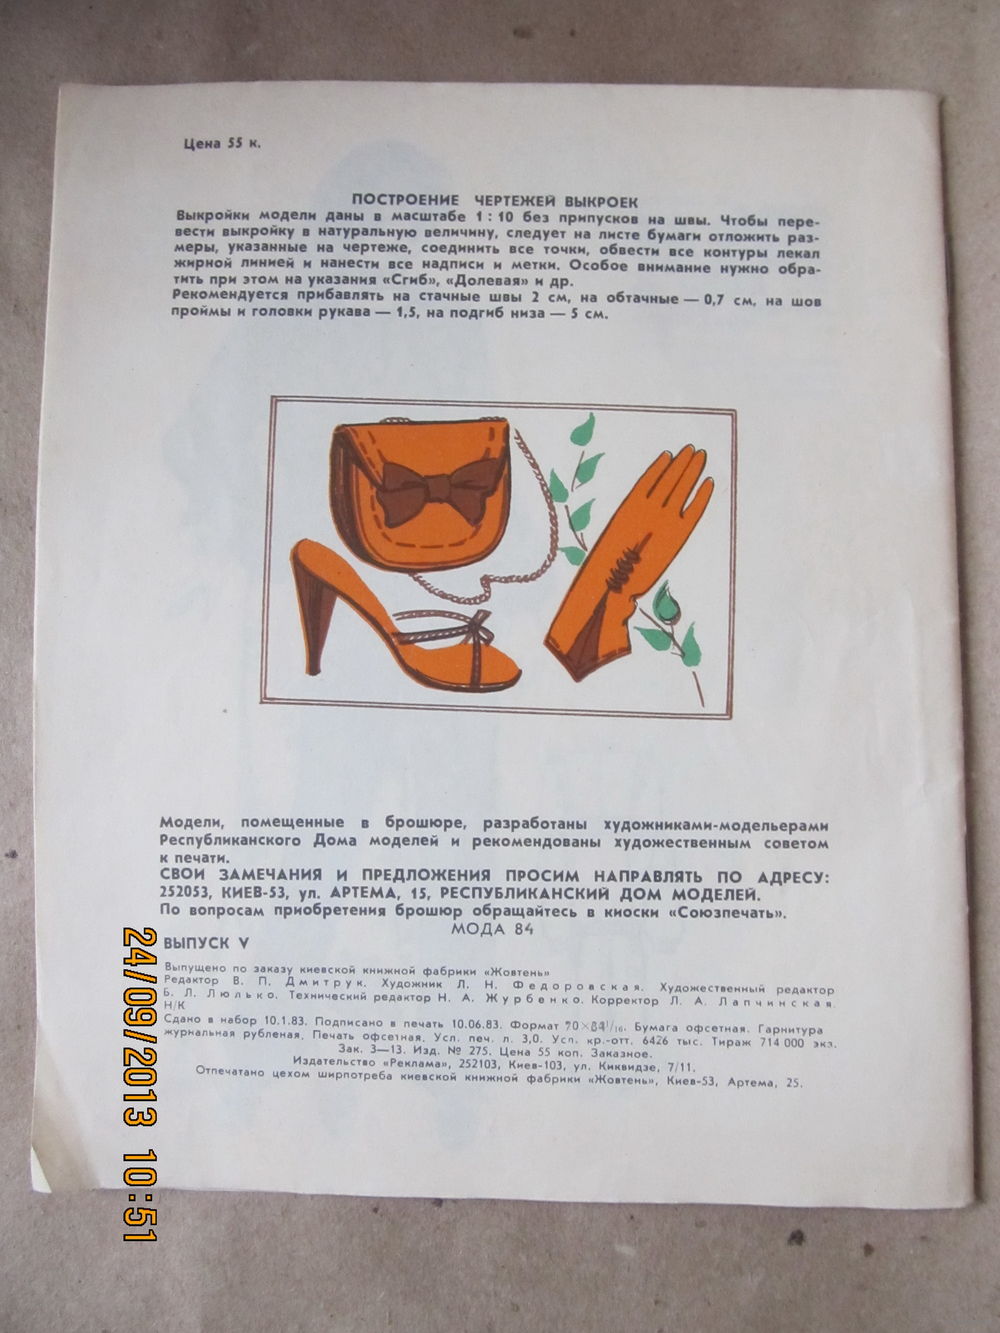 Цена 55 к.
ПОСТРОЕНИЕ ЧЕРТЕЖЕЙ ВЫКРОЕК
Выкройки модели даны в масштабе 1 : 10 без припусков на швы. Чтобы пере-
вести выкройку в натуральную величину, следует на листе бумаги отложить раз-
меры, указанные на чертеже, соединить все точки, обвести все контуры лекал
жирной линией и нанести все надписи и метки. Особое внимание нужно обра-
тить при этом на указания «Сгиб», «Долевая» и др.
Рекомендуется прибавлять на стачные швы 2 см, на обтачные — 0,7 см, на шов
проймы и головки рукава — 1,5, на подгиб низа — 5 см.
Модели, помещенные в брошюре, разработаны художниками-модельерами
Республиканского Дома моделей и рекомендованы художественным советом
к печати.
СВОИ ЗАМЕЧАНИЯ И ПРЕДЛОЖЕНИЯ ПРОСИМ НАПРАВЛЯТЬ ПО АДРЕСУ:
252053, КИЕВ-53, ул. АРТЕМА, 15, РЕСПУБЛИКАНСКИЙ ДОМ МОДЕЛЕЙ.
По вопросам приобретения брошюр обращайтесь в киоски «Союзпечать».
МОДА 84
ВЫПУСК V
Выпущено по заказу киевской книжной фабрики «Жовтень»
Редактор В. П. Дмитрук. Художник Л. Н. Федоровская. Художественный редактор
Б. Л. Люлько. Технический редактор Н. А. Журбенко. Корректор Л. А. Лапчинская.
Н/К
Сдано в набор 10.1.83. Подписано в печать 10.06.83. Формат 70×84¹/₁₆. Бумага офсетная. Гарнитура
журнальная рубленая. Печать офсетная. Усл. печ. л. 3,0. Усл. кр.-отт. 6426 тыс. Тираж 714 000 экз.
Зак. 3—13. Изд. № 275. Цена 55 коп. Заказное.
Издательство «Реклама», 252103, Киев-103, ул. Киквидзе, 7/11.
Отпечатано цехом ширпотреба киевской книжной фабрики «Жовтень», Киев-53, Артема, 25.
24/09/2013 10:51